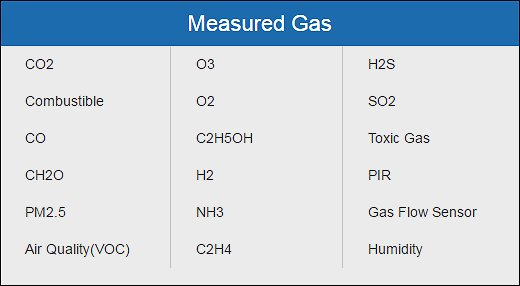 Measured Gas
CO2 O3 H2S
Combustible O2 SO2
CO C2H5OH Toxic Gas
CH2O H2 PIR
PM2.5 NH3 Gas Flow Sensor
Air Quality(VOC) C2H4 Humidity